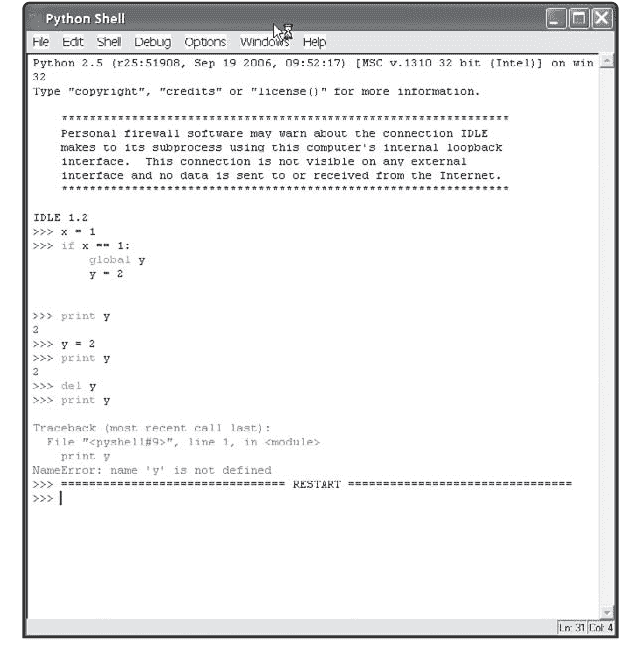 Python Shell
File Edit Shell Debug Options Windows Help
Python 2.5 (r25:51908, Sep 19 2006, 09:52:17) [MSC v.1310 32 bit (Intel)] on win
32
Type "copyright", "credits" or "license()" for more information.
****************************************************************
Personal firewall software may warn about the connection IDLE
makes to its subprocess using this computer's internal loopback
interface. This connection is not visible on any external
interface and no data is sent to or received from the Internet.
****************************************************************
IDLE 1.2
>>> x = 1
>>> if x == 1:
global y
y = 2
>>> print y
2
>>> y = 2
>>> print y
2
>>> del y
>>> print y
Traceback (most recent call last):
File "<pyshell#9>", line 1, in <module>
print y
NameError: name 'y' is not defined
>>> ================================ RESTART ================================
>>>
Ln: 31 Col: 4